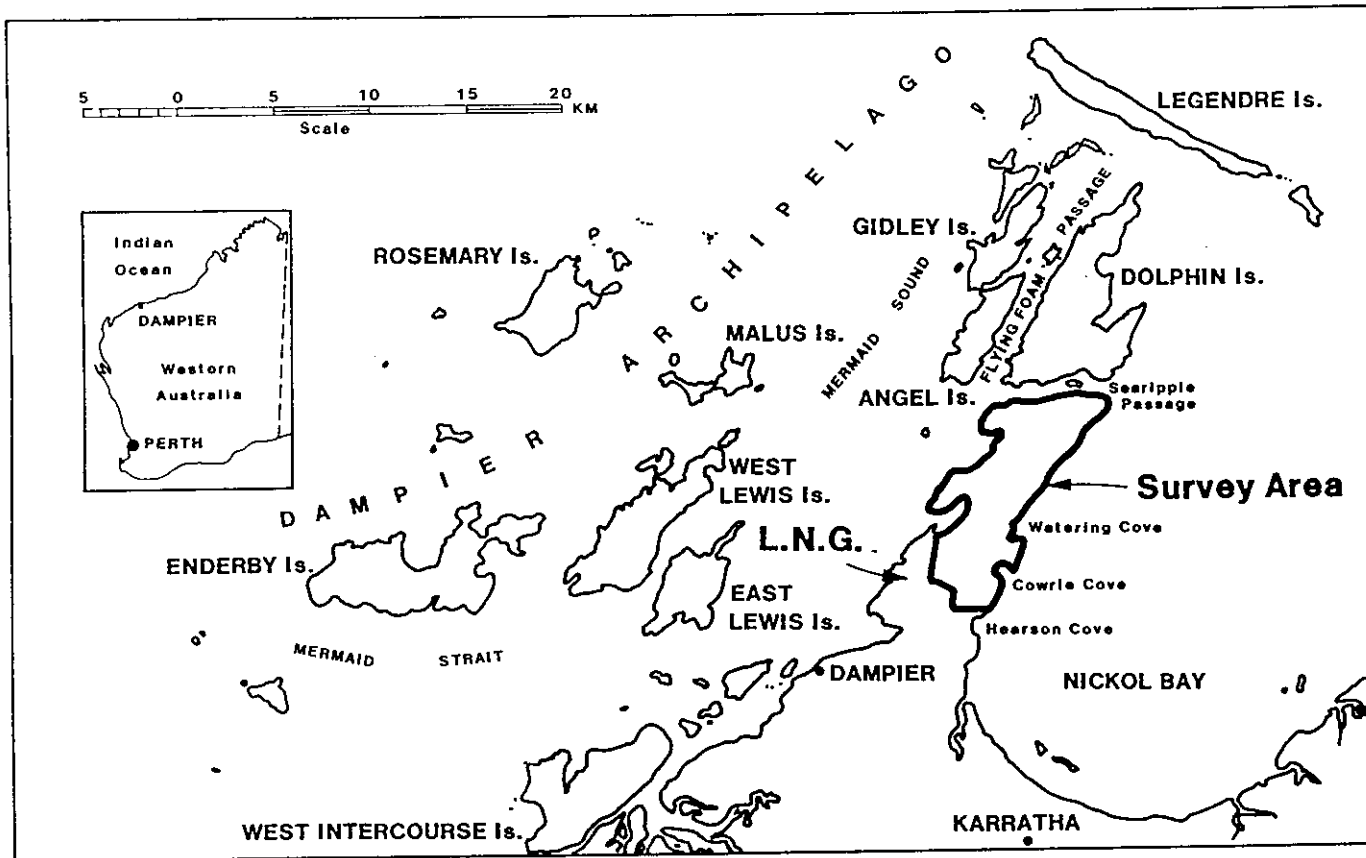 5 0 5 10 15 20 KM
Scale
LEGENDRE Is.
DAMPIER ARCHIPELAGO
Indian
Ocean
DAMPIER
Western
Australia
PERTH
ROSEMARY Is.
GIDLEY Is.
FLYING FOAM PASSAGE
DOLPHIN Is.
MERMAID SOUND
MALUS Is.
ANGEL Is.
Searipple
Passage
WEST
LEWIS Is.
Survey Area
L.N.G.
Watering Cove
ENDERBY Is.
EAST
LEWIS Is.
Cowrie Cove
Hearson Cove
MERMAID STRAIT
DAMPIER
NICKOL BAY
WEST INTERCOURSE Is.
KARRATHA